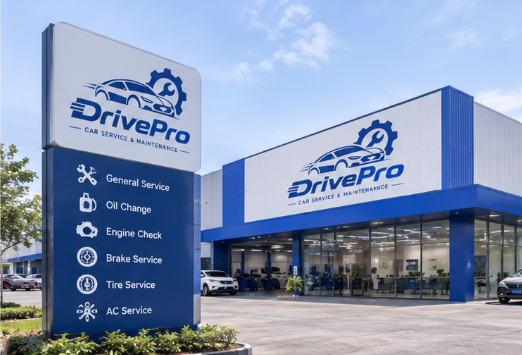 DrivePro
CAR SERVICE & MAINTENANCE
General Service
Oil Change
Engine Check
Brake Service
Tire Service
AC Service
DrivePro
CAR SERVICE & MAINTENANCE